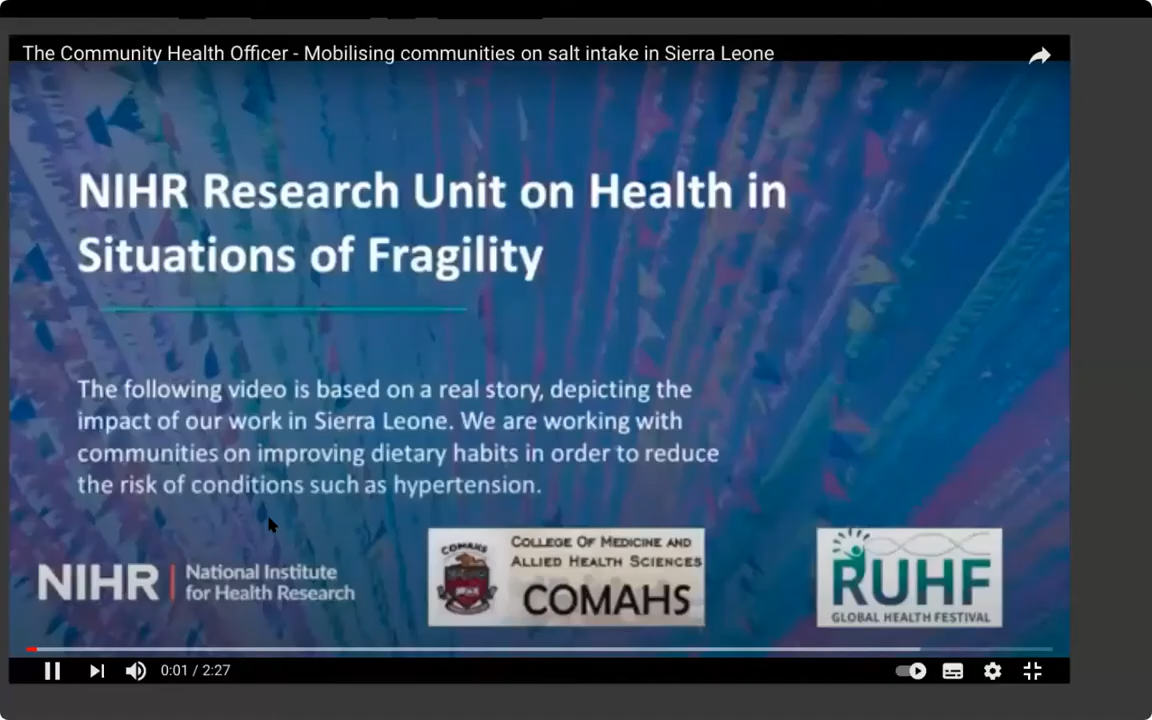 The Community Health Officer - Mobilising communities on salt intake in Sierra Leone
NIHR Research Unit on Health in
Situations of Fragility
The following video is based on a real story, depicting the
impact of our work in Sierra Leone. We are working with
communities on improving dietary habits in order to reduce
the risk of conditions such as hypertension.
NIHR | National Institute
for Health Research
COMAHS
COLLEGE OF MEDICINE AND
ALLIED HEALTH SCIENCES
COMAHS
RUHF
GLOBAL HEALTH FESTIVAL
0:01 / 2:27